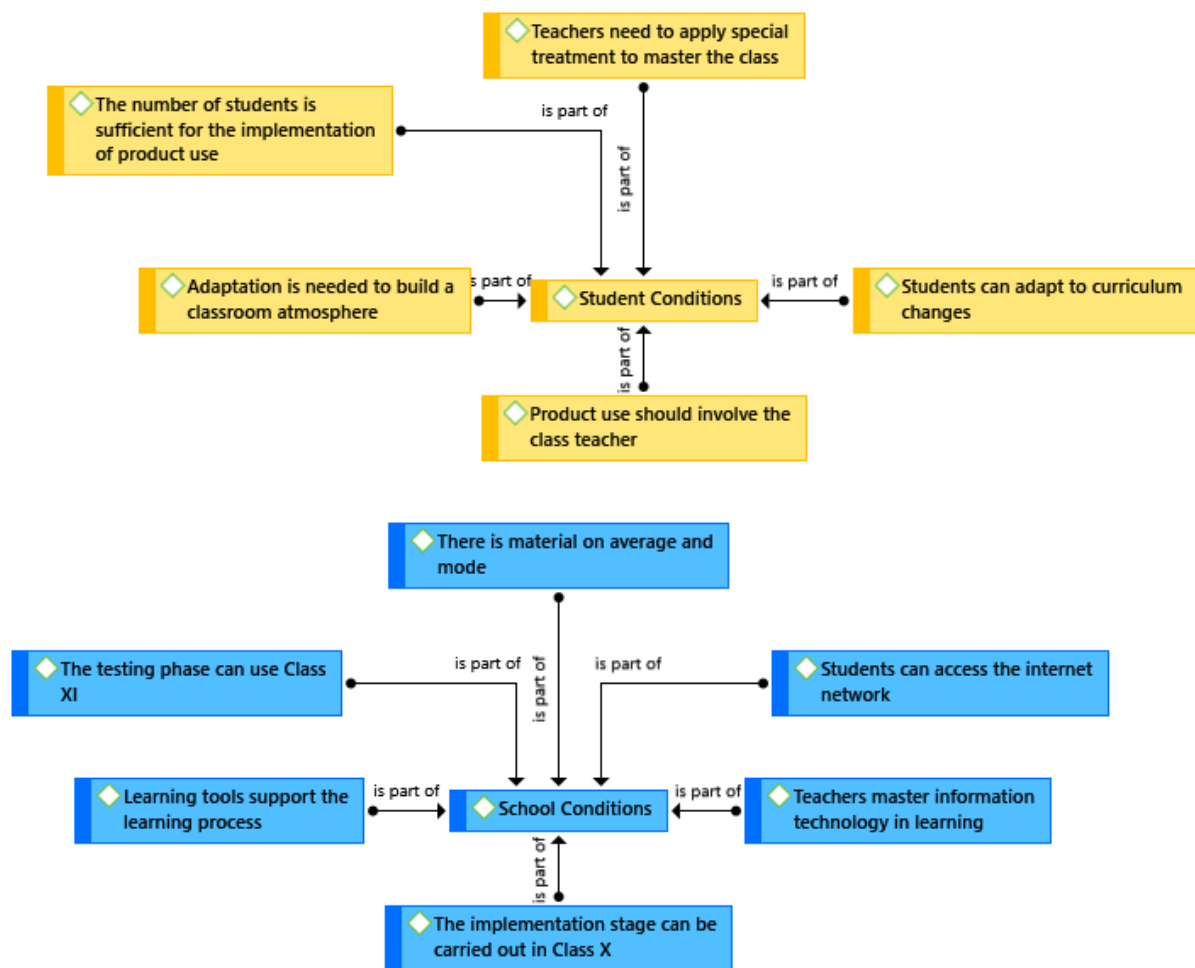 Teachers need to apply special
treatment to master the class
is part of
The number of students is
sufficient for the implementation
of product use
is part of
Adaptation is needed to build a
classroom atmosphere
s part of
Student Conditions
is part of
Students can adapt to curriculum
changes
is part of
Product use should involve the
class teacher
There is material on average and
mode
The testing phase can use Class
XI
is part of
is part of
is part of
Students can access the internet
network
Learning tools support the
learning process
is part of
School Conditions
is part of
Teachers master information
technology in learning
is part of
The implementation stage can be
carried out in Class X